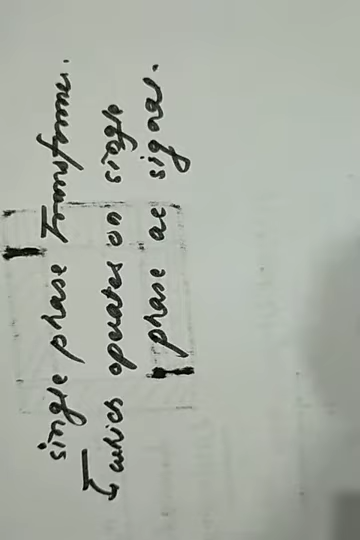 single phase Transformer.
↳ which operates on single
phase ac signal.